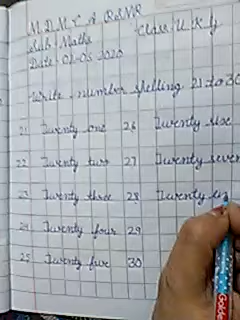 M.D.M.V & RSMR
Sub: Maths Class: U.K.g
Date: 02-05-2020
Write number spelling 21 to 30
21 Twenty one 26 Twenty six
22 Twenty two 27 Twenty seven
23 Twenty three 28 Twenty
24 Twenty four 29
25 Twenty five 30